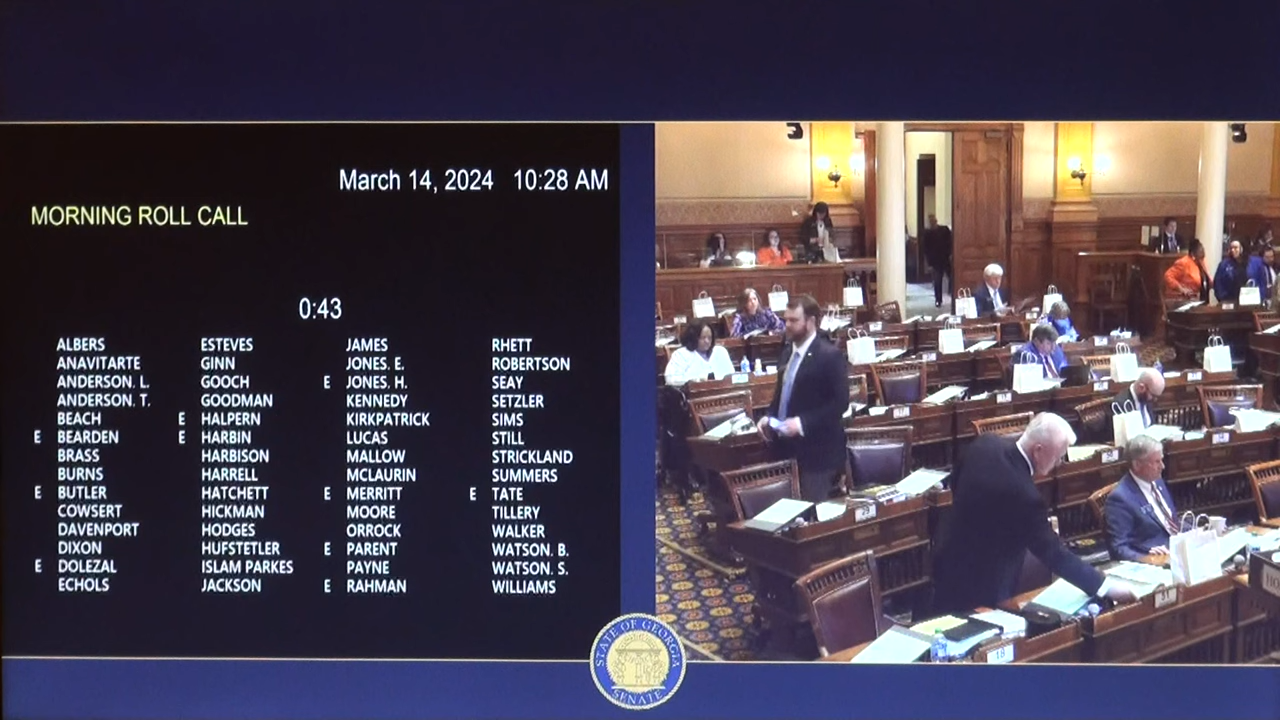 March 14, 2024 10:28 AM
MORNING ROLL CALL
0:43
ALBERS ESTEVES JAMES RHETT
ANAVITARTE GINN JONES. E. ROBERTSON
ANDERSON. L. GOOCH E JONES. H. SEAY
ANDERSON. T. GOODMAN KENNEDY SETZLER
BEACH E HALPERN KIRKPATRICK SIMS
E BEARDEN E HARBIN LUCAS STILL
BRASS HARBISON MALLOW STRICKLAND
BURNS HARRELL MCLAURIN SUMMERS
E BUTLER HATCHETT E MERRITT E TATE
COWSERT HICKMAN MOORE TILLERY
DAVENPORT HODGES ORROCK WALKER
DIXON HUFSTETLER E PARENT WATSON. B.
E DOLEZAL ISLAM PARKES PAYNE WATSON. S.
ECHOLS JACKSON E RAHMAN WILLIAMS
STATE OF GEORGIA
SENATE
31
18